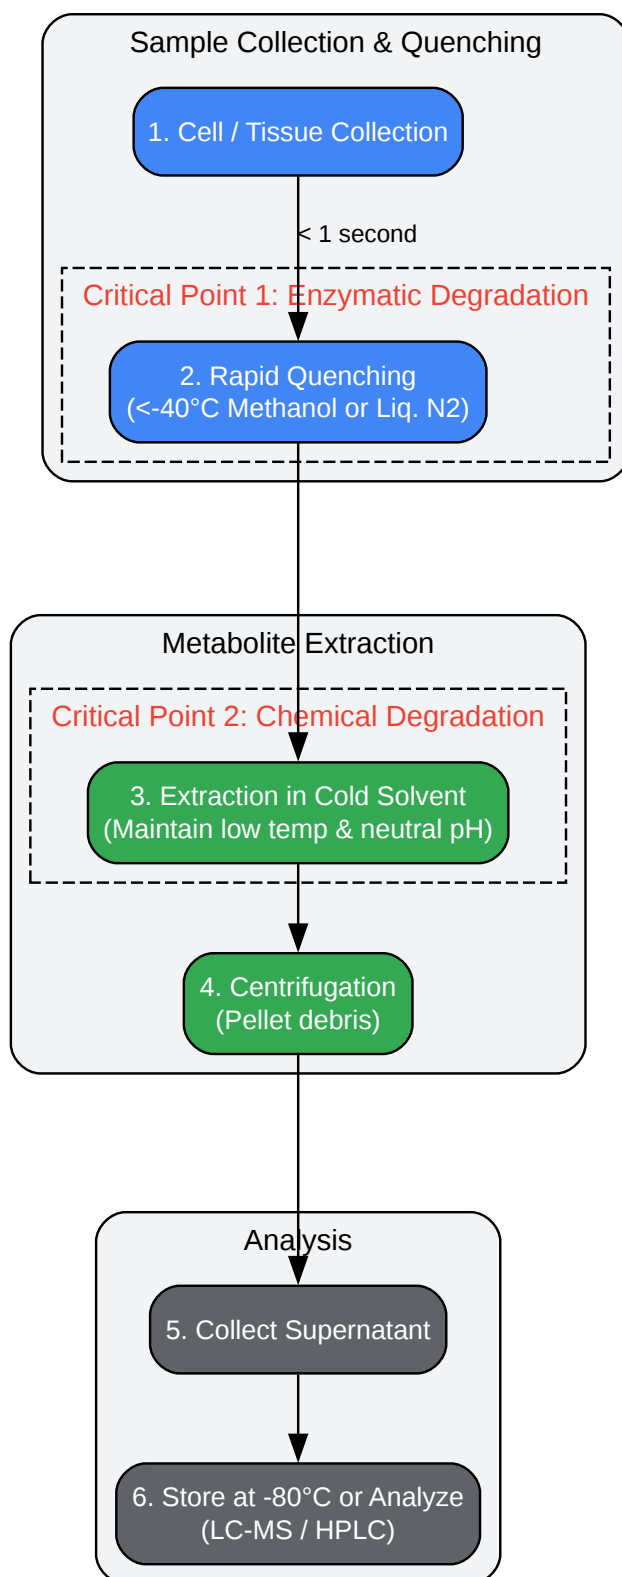 Sample Collection & Quenching
1. Cell / Tissue Collection
< 1 second
Critical Point 1: Enzymatic Degradation
2. Rapid Quenching
(<-40°C Methanol or Liq. N2)
Metabolite Extraction
Critical Point 2: Chemical Degradation
3. Extraction in Cold Solvent
(Maintain low temp & neutral pH)
4. Centrifugation
(Pellet debris)
Analysis
5. Collect Supernatant
6. Store at -80°C or Analyze
(LC-MS / HPLC)